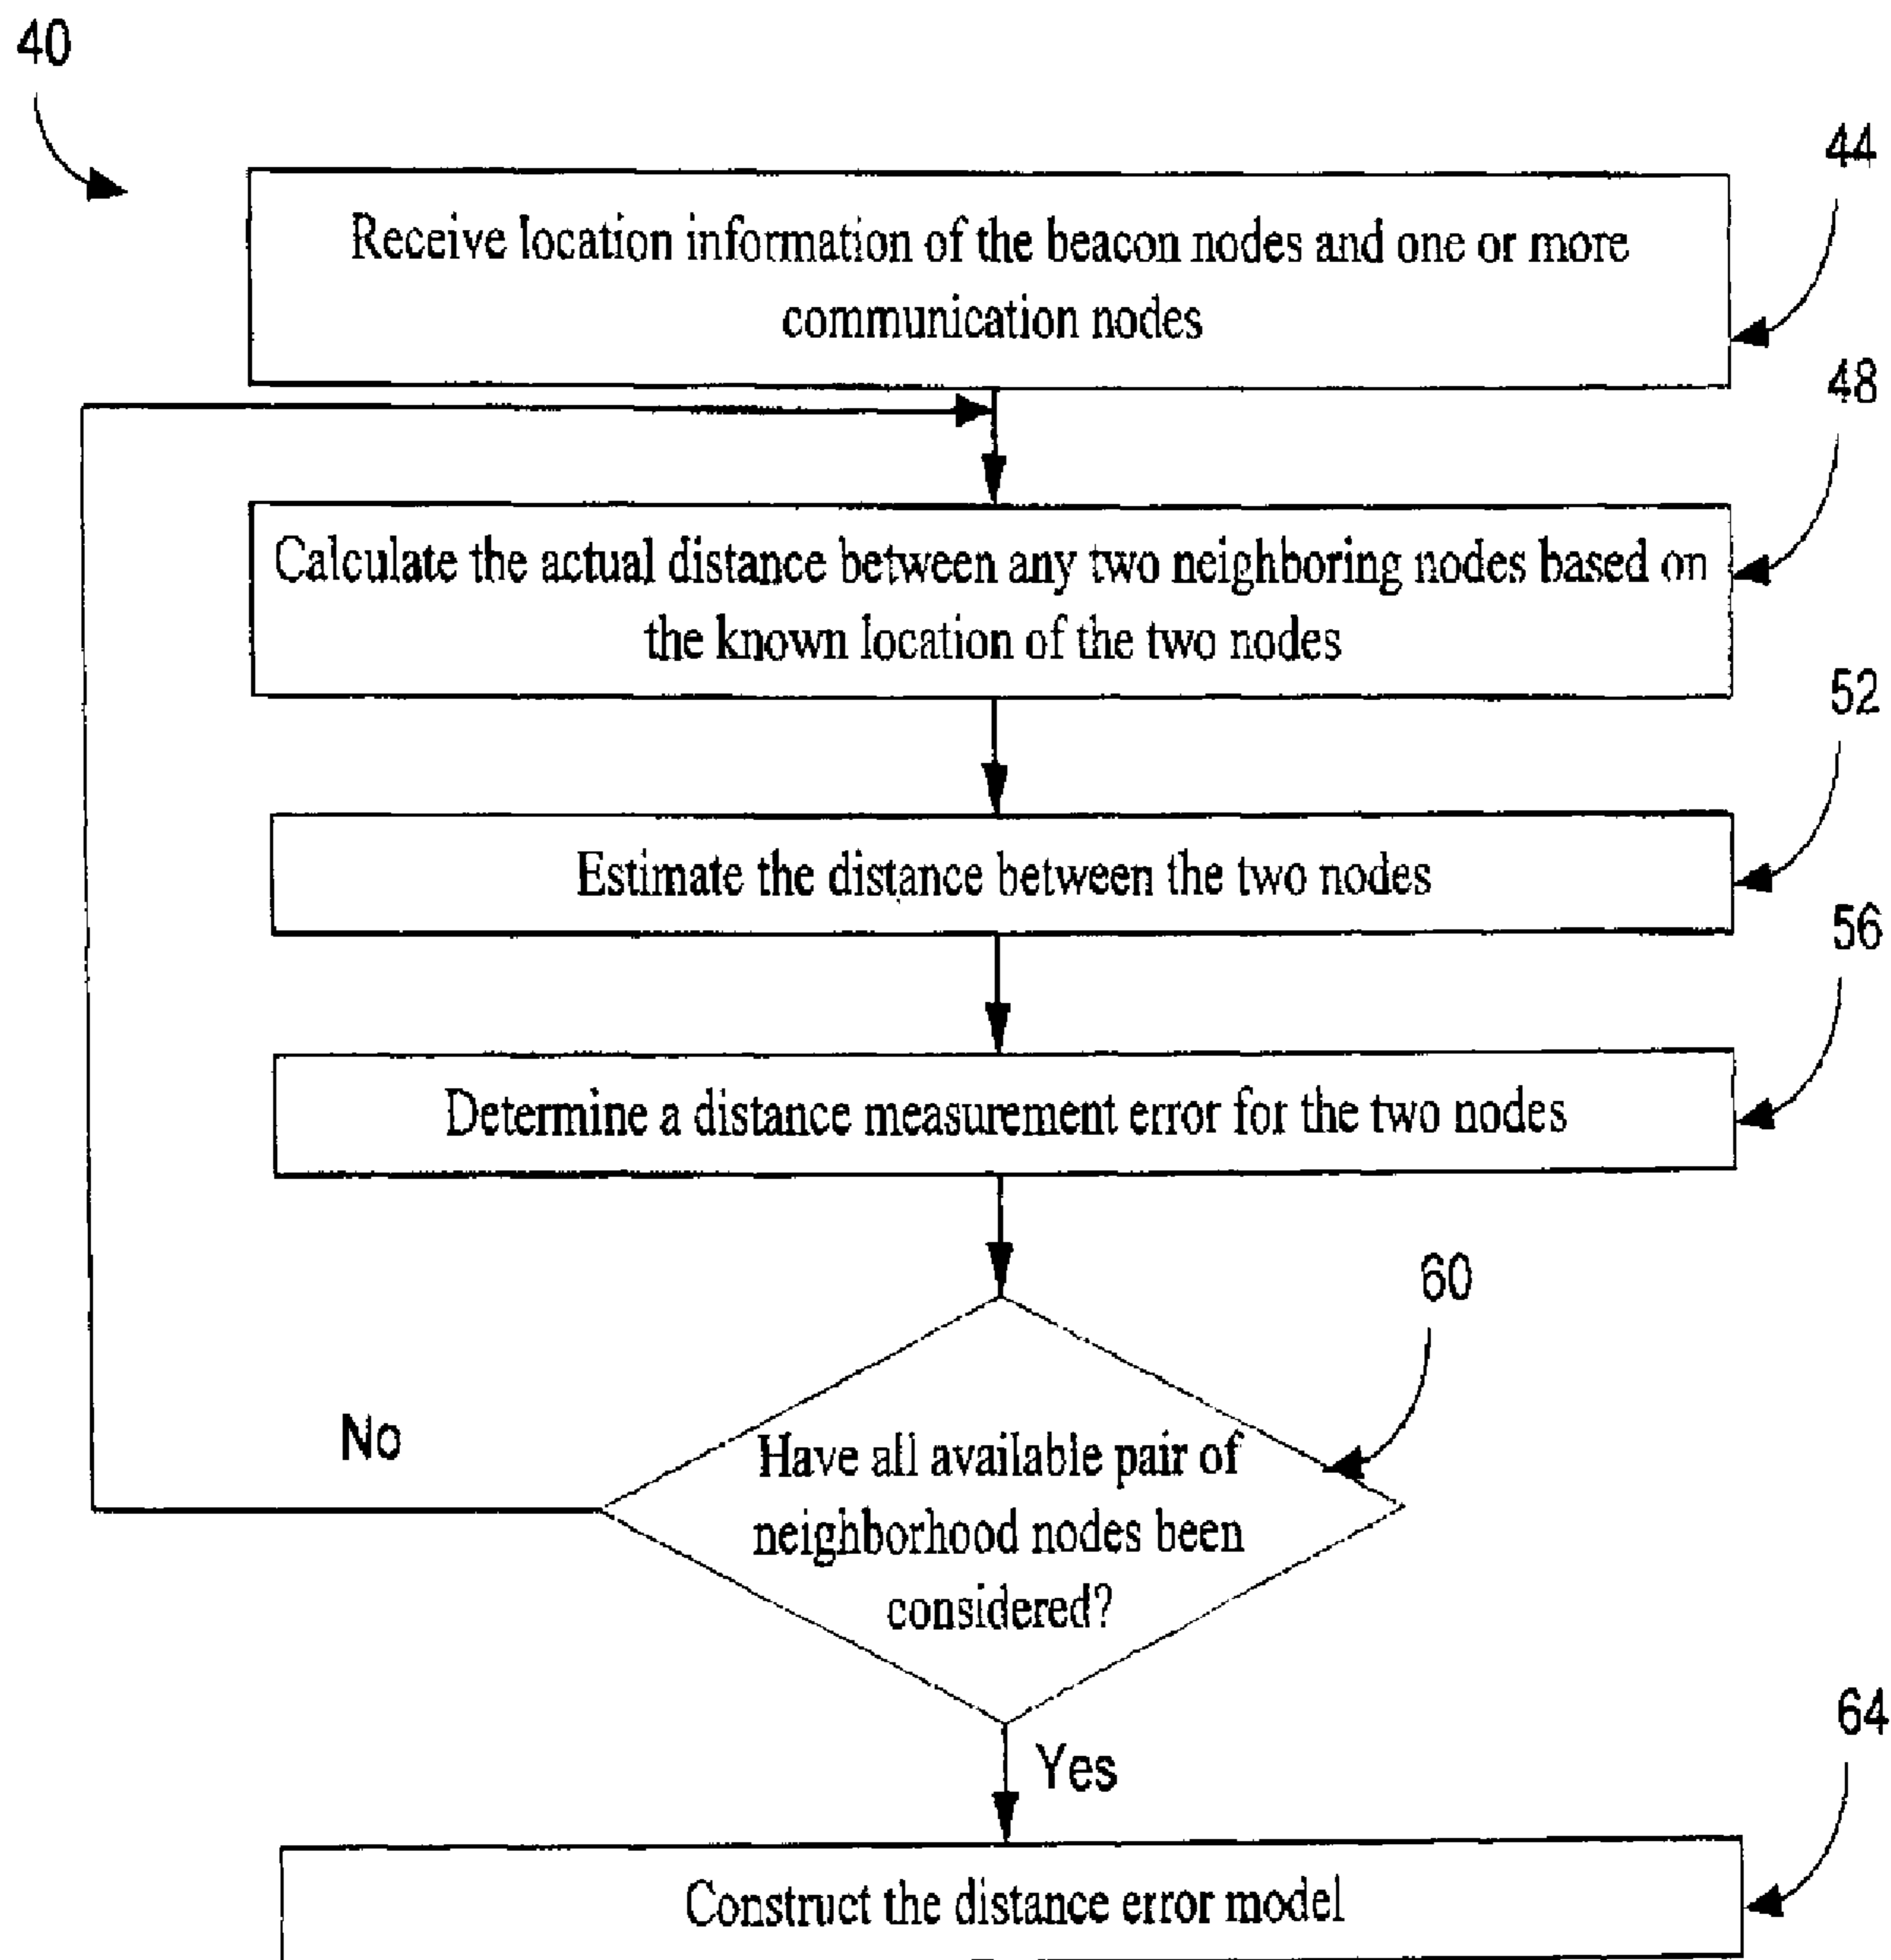 40
44
Receive location information of the beacon nodes and one or more
communication nodes
48
Calculate the actual distance between any two neighboring nodes based on
the known location of the two nodes
52
Estimate the distance between the two nodes
56
Determine a distance measurement error for the two nodes
60
No
Have all available pair of
neighborhood nodes been
considered?
Yes
64
Construct the distance error model